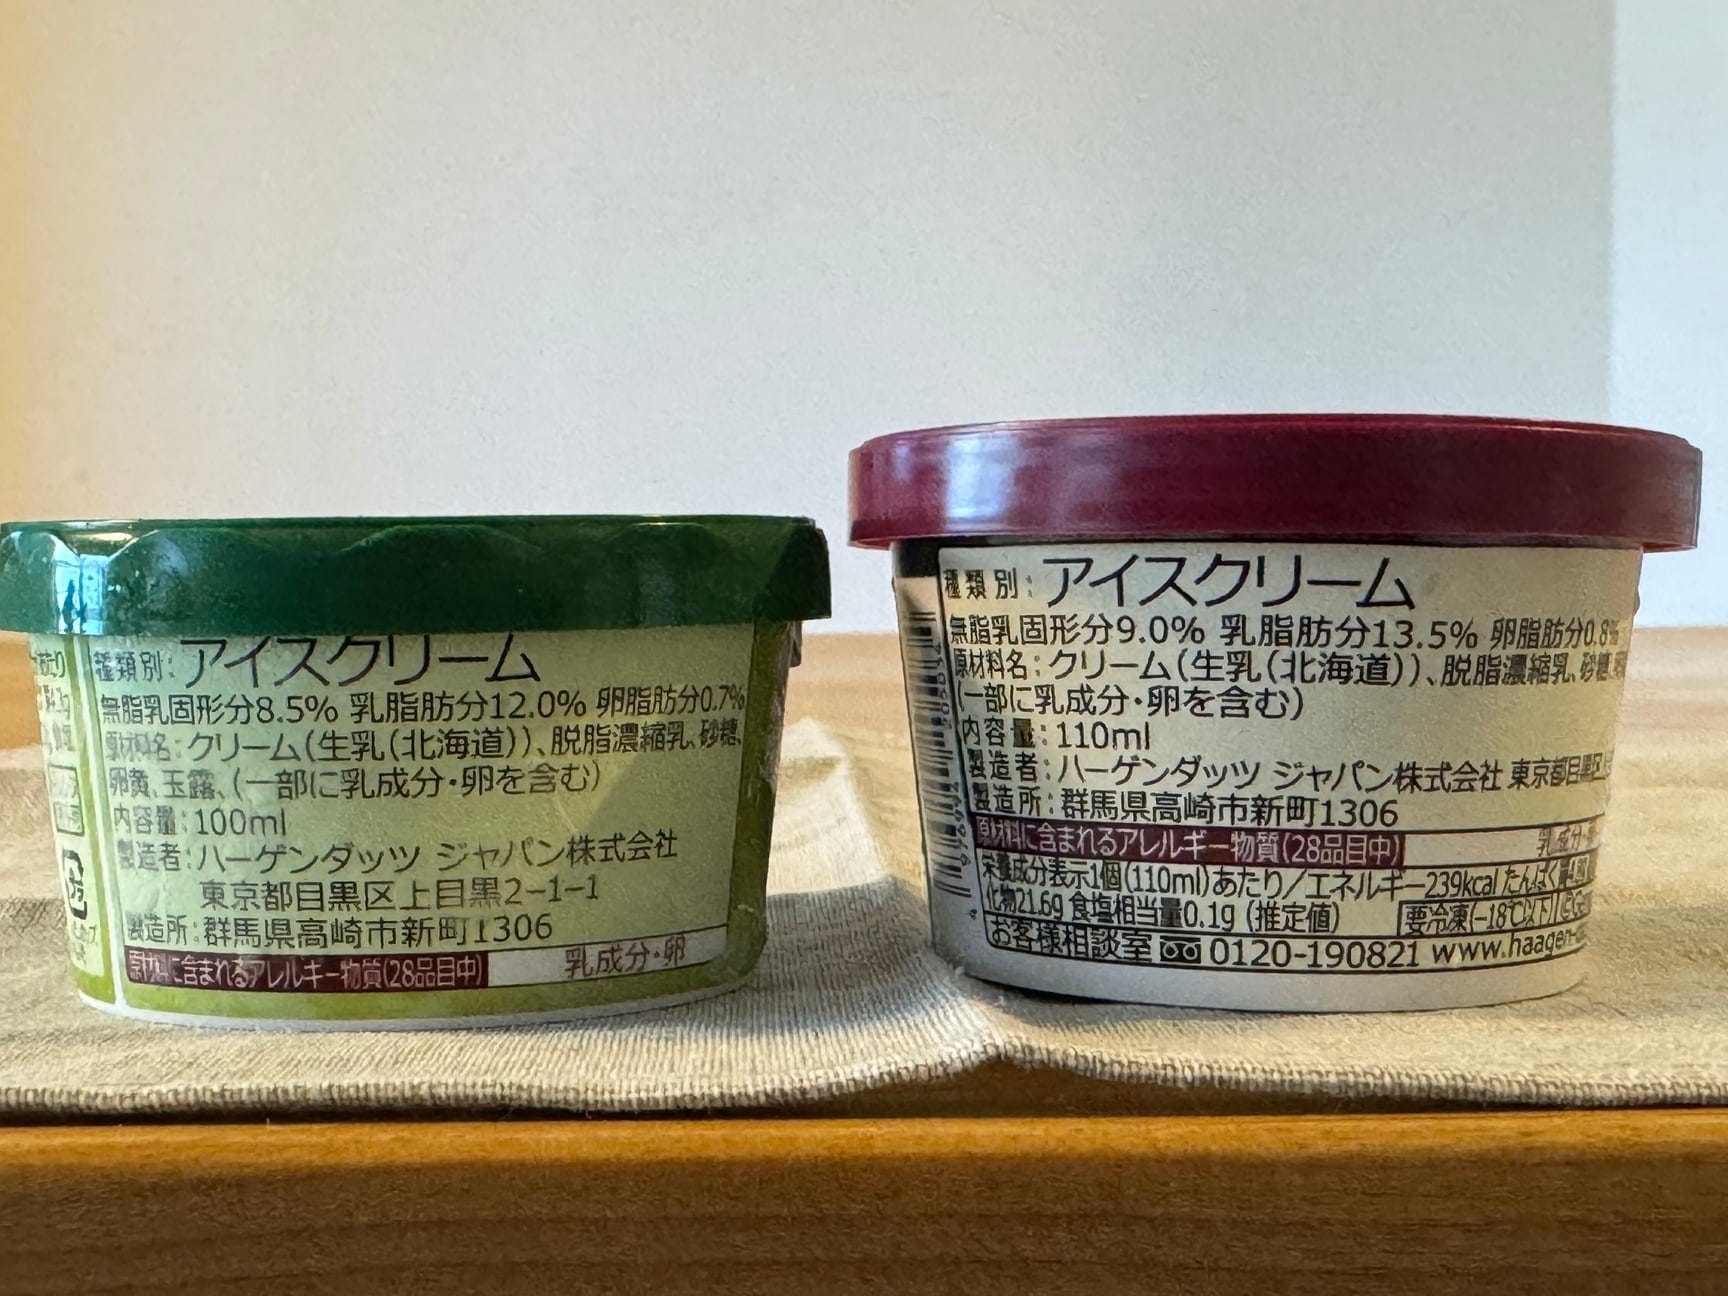 種類別：アイスクリーム
無脂乳固形分8.5% 乳脂肪分12.0% 卵脂肪分0.7%
原材料名：クリーム(生乳(北海道))、脱脂濃縮乳、砂糖、
卵黄、玉露、(一部に乳成分・卵を含む)
内容量：100ml
製造者：ハーゲンダッツ ジャパン株式会社
東京都目黒区上目黒2-1-1
製造所：群馬県高崎市新町1306
原材料に含まれるアレルギー物質(28品目中) 乳成分・卵
種類別：アイスクリーム
無脂乳固形分9.0% 乳脂肪分13.5% 卵脂肪分0.8%
原材料名：クリーム(生乳(北海道))、脱脂濃縮乳、砂糖、
(一部に乳成分・卵を含む)
内容量：110ml
製造者：ハーゲンダッツ ジャパン株式会社 東京都目黒区
製造所：群馬県高崎市新町1306
原材料に含まれるアレルギー物質(28品目中) 乳成分・
栄養成分表示1個(110ml)あたり/エネルギー239kcal たんぱく質
化物21.6g 食塩相当量0.1g (推定値) 要冷凍(-18℃以下)
お客様相談室 0120-190821 www.haagen-